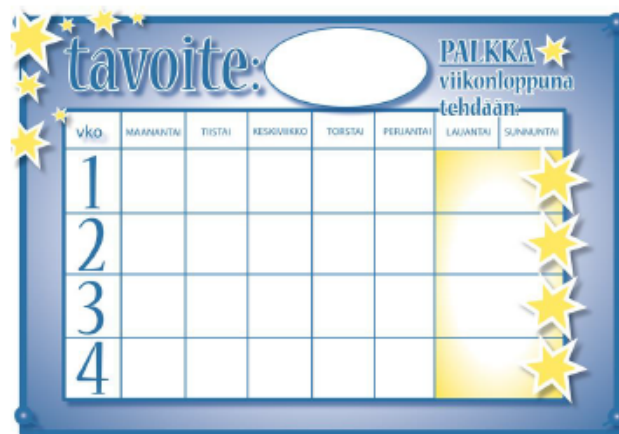 tavoite:
PALKKA
viikonloppuna
tehdään:
vko MAANANTAI TIISTAI KESKIVIIKKO TORSTAI PERJANTAI LAUANTAI SUNNUNTAI
1
2
3
4